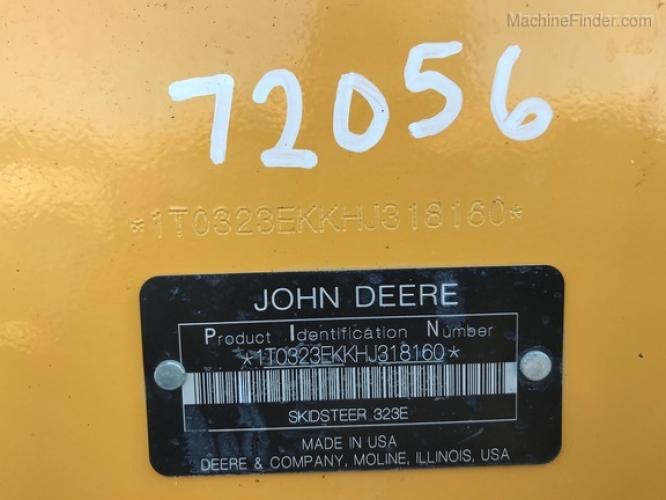 MachineFinder.com
72056
*1T0323EKKHJ318160*
JOHN DEERE
Product Identification Number
*1T0323EKKHJ318160*
SKIDSTEER 323E
MADE IN USA
DEERE & COMPANY, MOLINE, ILLINOIS, USA